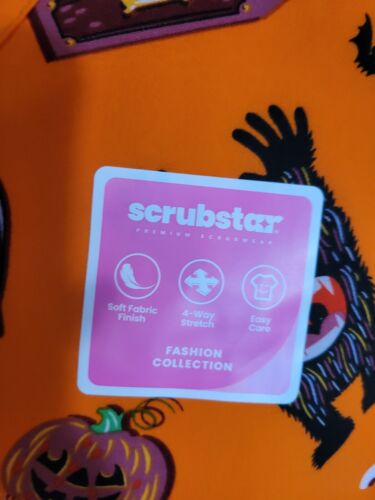 scrubstar
PREMIUM SCRUBWEAR
Soft Fabric
Finish
4-Way
Stretch
Easy
Care
FASHION
COLLECTION